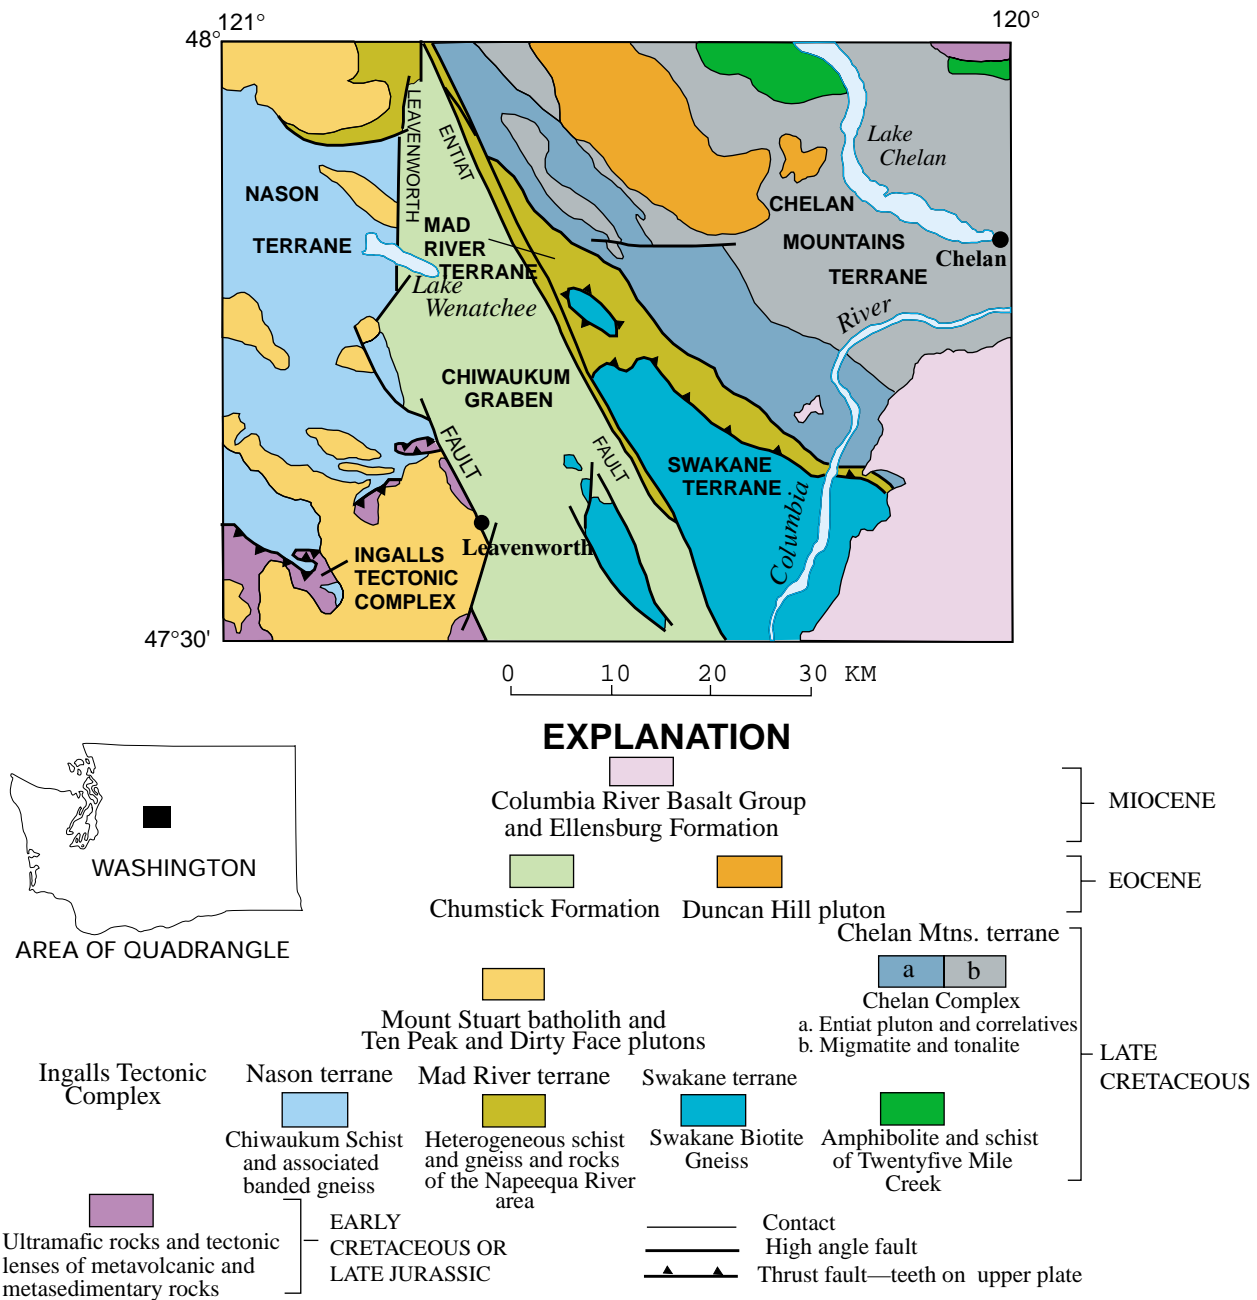 121°
48°
120°
LEAVENWORTH
ENTIAT
Lake
Chelan
NASON
TERRANE
MAD
RIVER
TERRANE
CHELAN
MOUNTAINS
TERRANE
Chelan
Lake
Wenatchee
River
CHIWAUKUM
GRABEN
FAULT
FAULT
SWAKANE
TERRANE
Columbia
Leavenworth
INGALLS
TECTONIC
COMPLEX
47°30'
0 10 20 30 KM
EXPLANATION
WASHINGTON
AREA OF QUADRANGLE
Columbia River Basalt Group
and Ellensburg Formation
MIOCENE
Chumstick Formation
Duncan Hill pluton
EOCENE
Chelan Mtns. terrane
a b
Chelan Complex
a. Entiat pluton and correlatives
b. Migmatite and tonalite
Mount Stuart batholith and
Ten Peak and Dirty Face plutons
LATE
CRETACEOUS
Ingalls Tectonic
Complex
Nason terrane
Chiwaukum Schist
and associated
banded gneiss
Mad River terrane
Heterogeneous schist
and gneiss and rocks
of the Napeequa River
area
Swakane terrane
Swakane Biotite
Gneiss
Amphibolite and schist
of Twentyfive Mile
Creek
Ultramafic rocks and tectonic
lenses of metavolcanic and
metasedimentary rocks
EARLY
CRETACEOUS OR
LATE JURASSIC
Contact
High angle fault
Thrust fault—teeth on upper plate